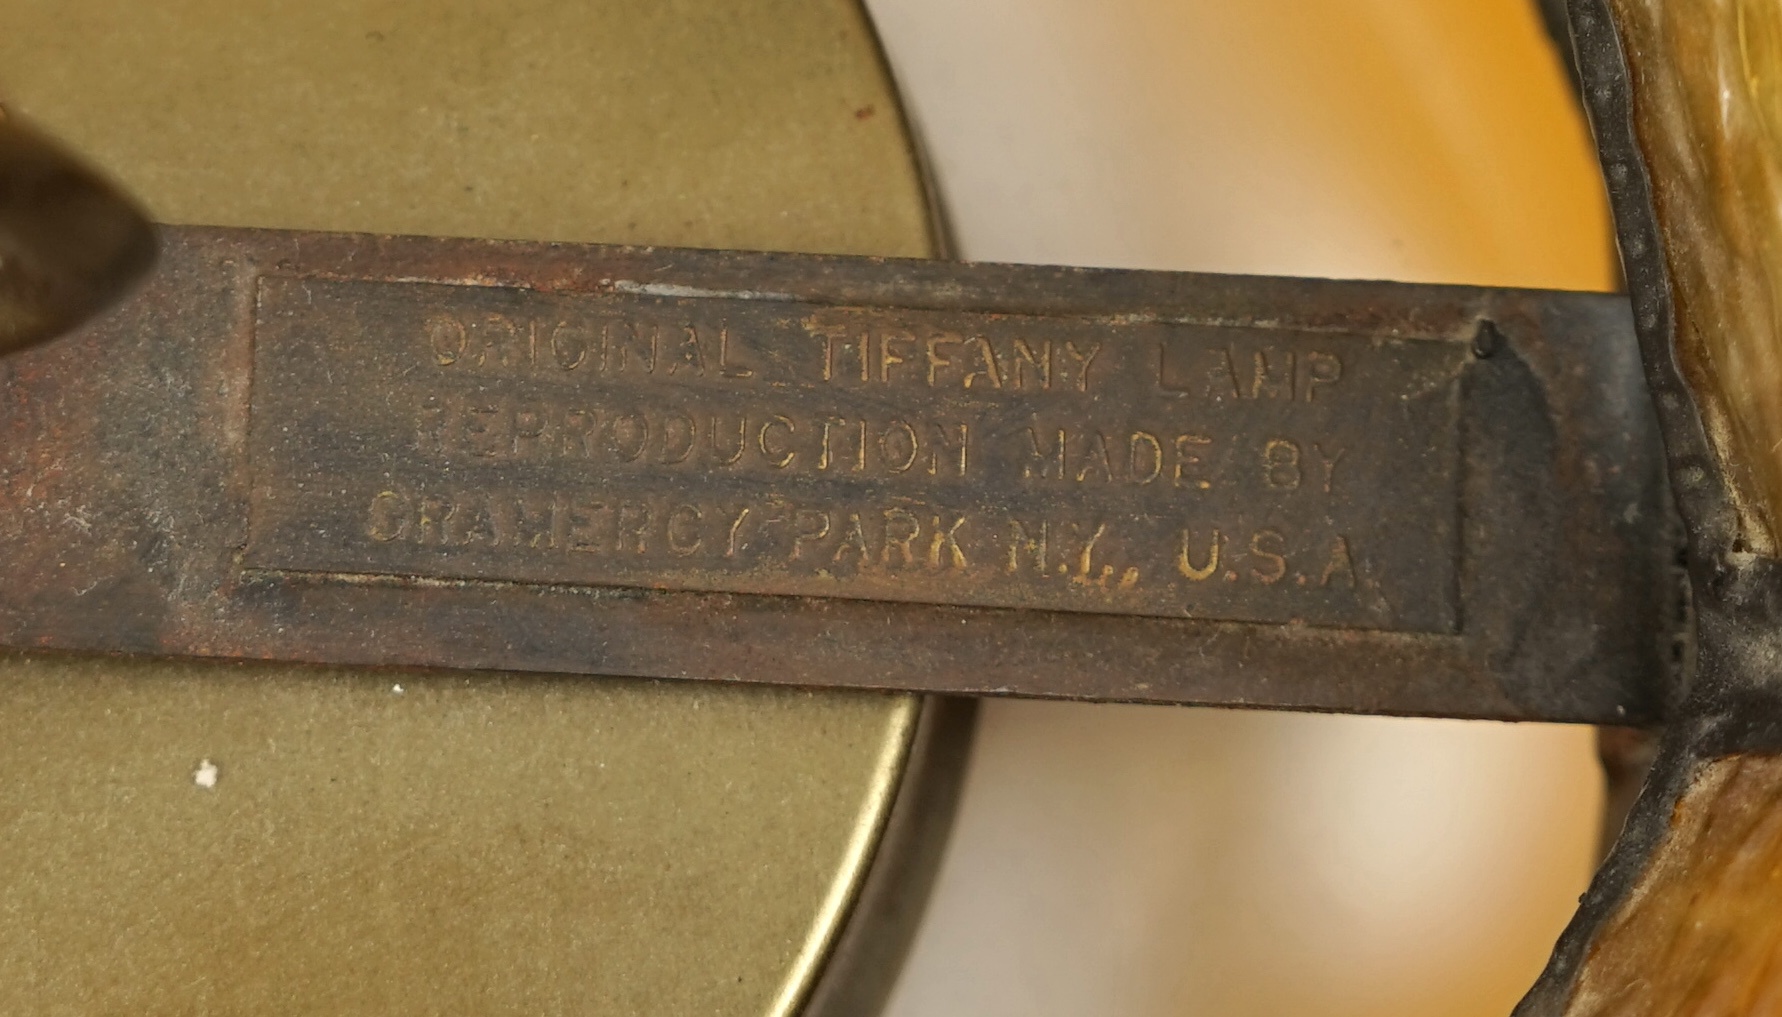 ORIGINAL TIFFANY LAMP
REPRODUCTION MADE BY
GRAMERCY PARK N.Y., U.S.A.